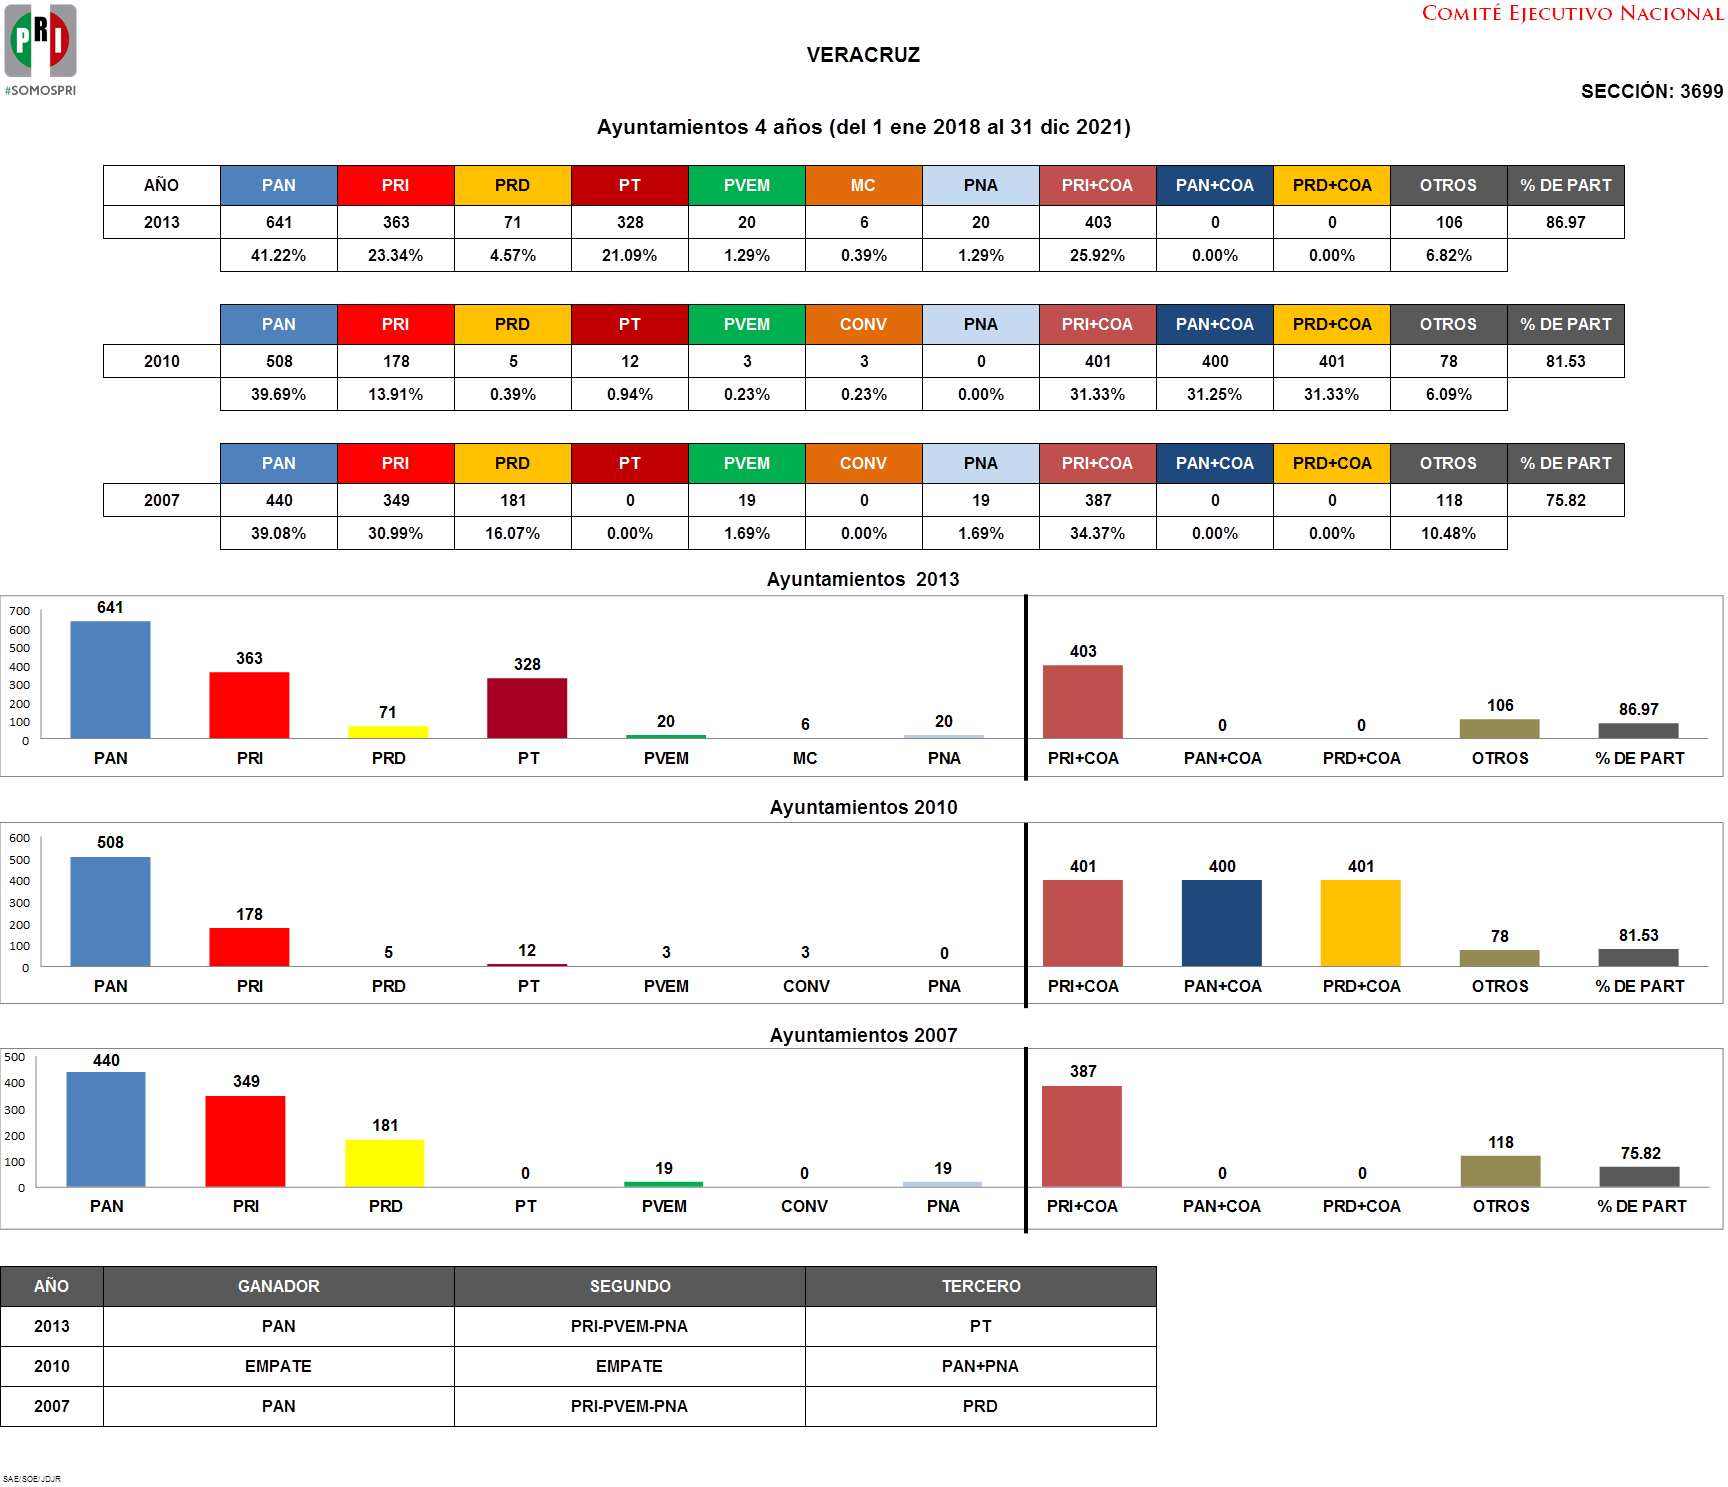 PRI
#SOMOSPRI
COMITÉ EJECUTIVO NACIONAL
VERACRUZ
SECCIÓN: 3699
Ayuntamientos 4 años (del 1 ene 2018 al 31 dic 2021)
AÑO PAN PRI PRD PT PVEM MC PNA PRI+COA PAN+COA PRD+COA OTROS % DE PART
2013 641 363 71 328 20 6 20 403 0 0 106 86.97
41.22% 23.34% 4.57% 21.09% 1.29% 0.39% 1.29% 25.92% 0.00% 0.00% 6.82%
PAN PRI PRD PT PVEM CONV PNA PRI+COA PAN+COA PRD+COA OTROS % DE PART
2010 508 178 5 12 3 3 0 401 400 401 78 81.53
39.69% 13.91% 0.39% 0.94% 0.23% 0.23% 0.00% 31.33% 31.25% 31.33% 6.09%
PAN PRI PRD PT PVEM CONV PNA PRI+COA PAN+COA PRD+COA OTROS % DE PART
2007 440 349 181 0 19 0 19 387 0 0 118 75.82
39.08% 30.99% 16.07% 0.00% 1.69% 0.00% 1.69% 34.37% 0.00% 0.00% 10.48%
Ayuntamientos 2013
700
600
500
400
300
200
100
0
641 363 71 328 20 6 20 403 0 0 106 86.97
PAN PRI PRD PT PVEM MC PNA PRI+COA PAN+COA PRD+COA OTROS % DE PART
Ayuntamientos 2010
600
500
400
300
200
100
0
508 178 5 12 3 3 0 401 400 401 78 81.53
PAN PRI PRD PT PVEM CONV PNA PRI+COA PAN+COA PRD+COA OTROS % DE PART
Ayuntamientos 2007
500
400
300
200
100
0
440 349 181 0 19 0 19 387 0 0 118 75.82
PAN PRI PRD PT PVEM CONV PNA PRI+COA PAN+COA PRD+COA OTROS % DE PART
AÑO GANADOR SEGUNDO TERCERO
2013 PAN PRI-PVEM-PNA PT
2010 EMPATE EMPATE PAN+PNA
2007 PAN PRI-PVEM-PNA PRD
SAE/SOE/JDJR